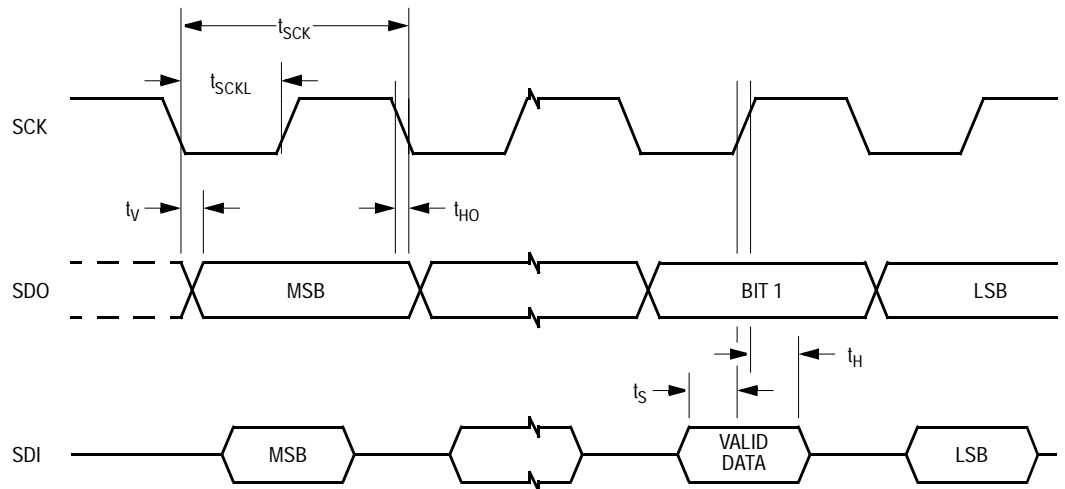 tSCK
tSCKL
SCK
tV
tHO
SDO
MSB
BIT 1
LSB
tH
tS
SDI
MSB
VALID
DATA
LSB